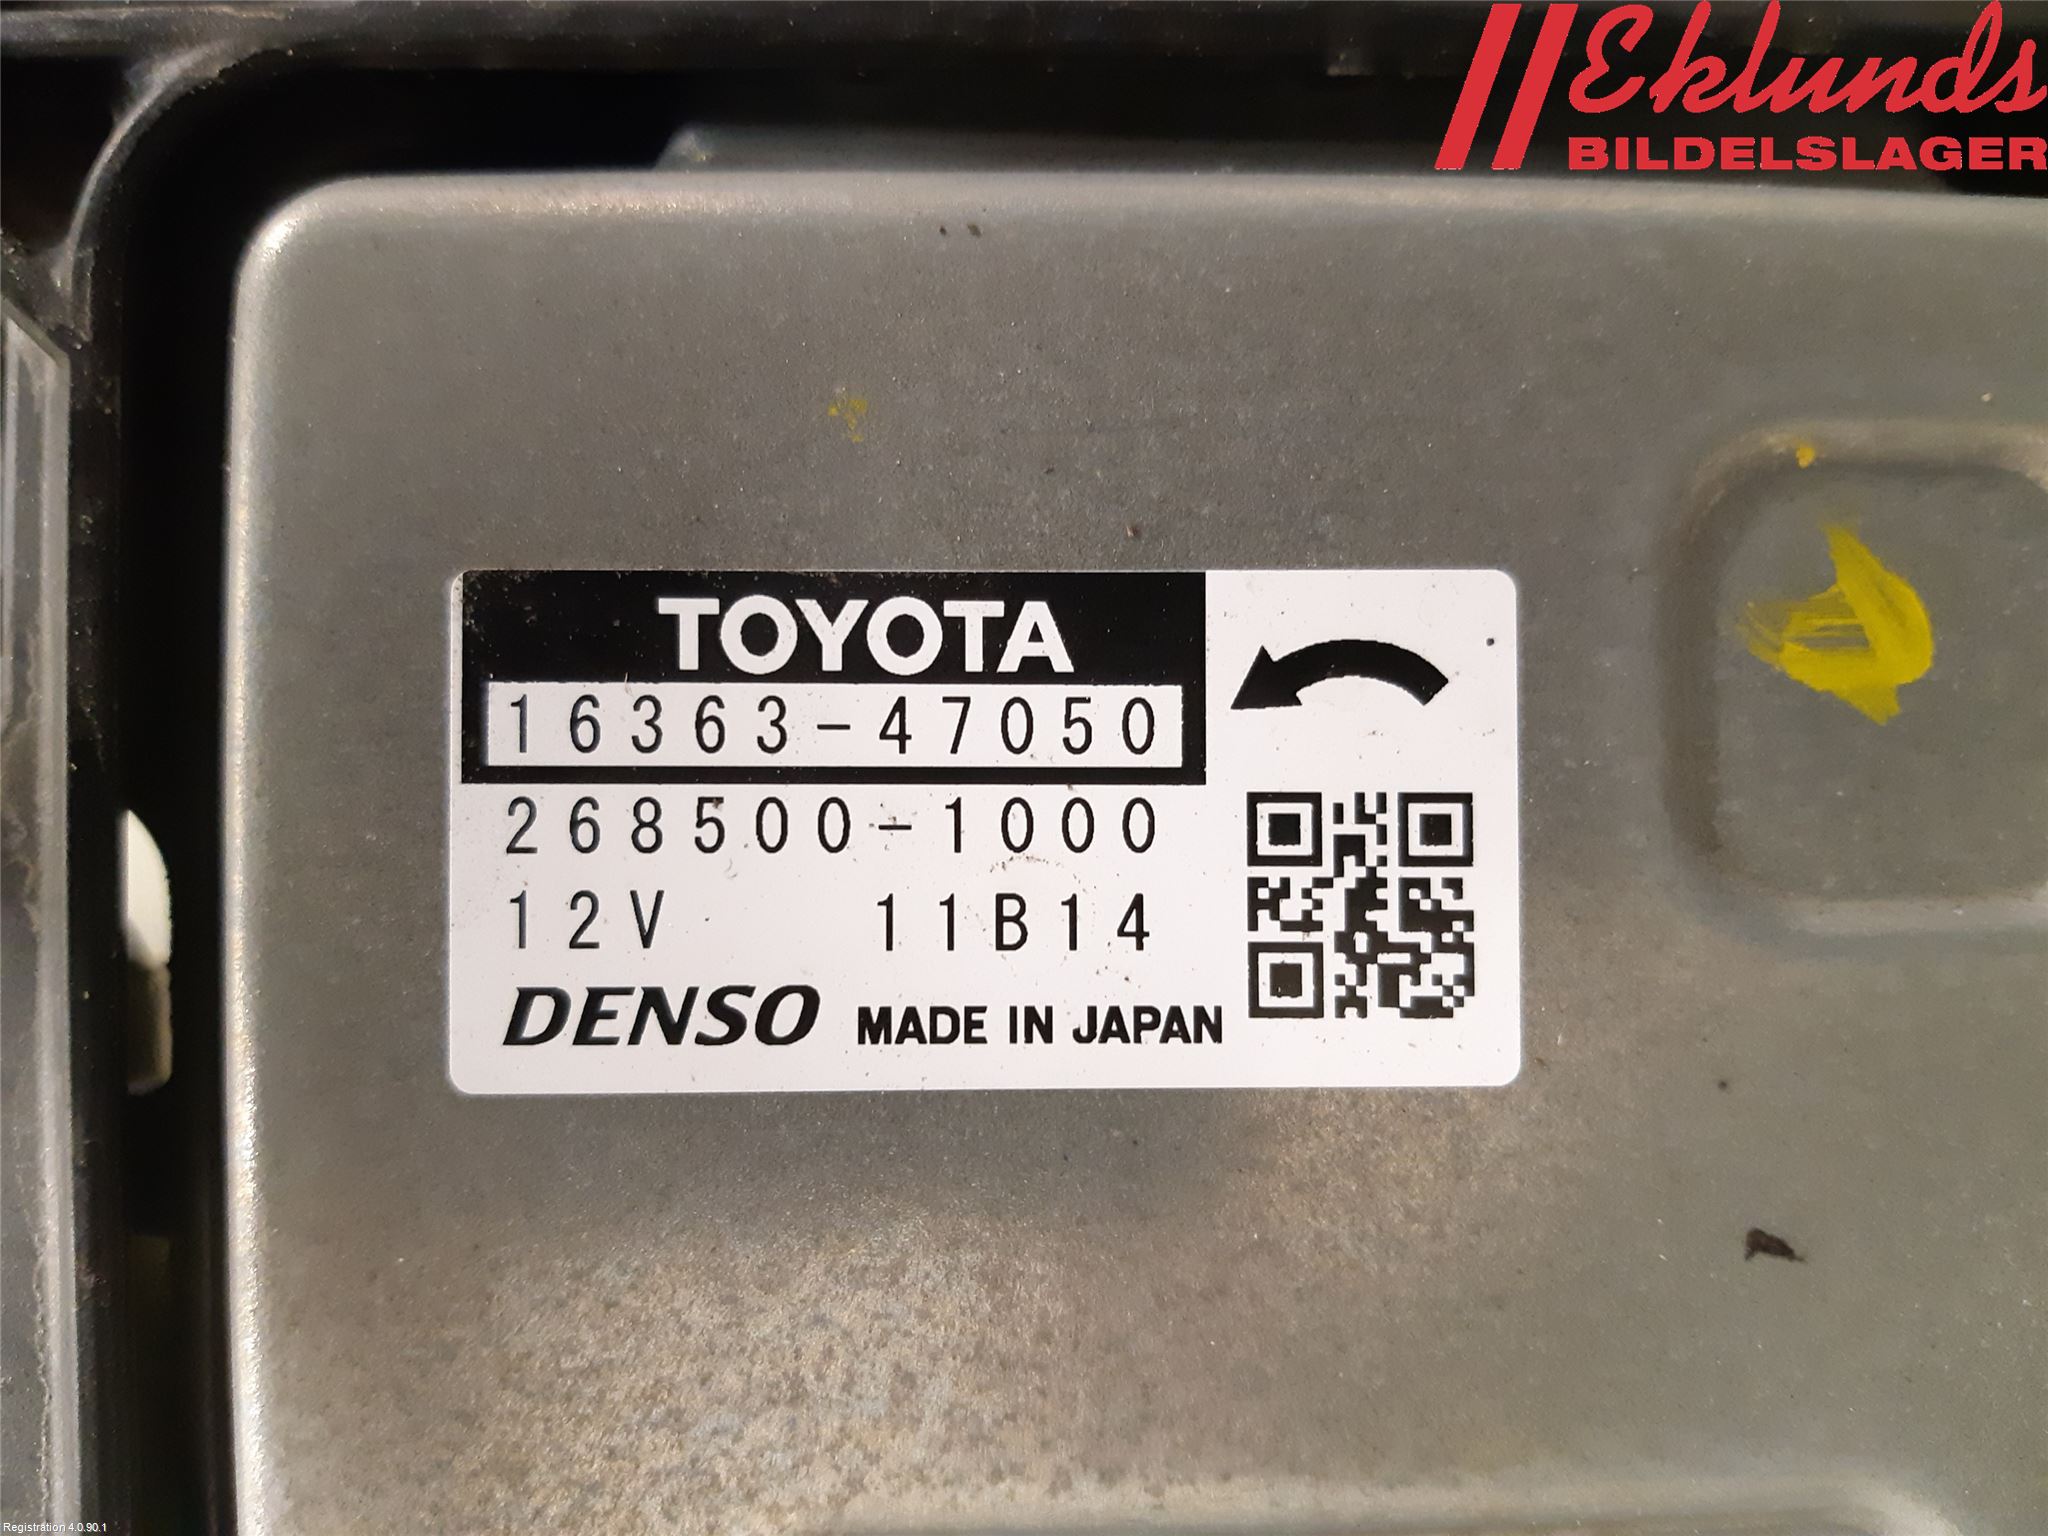 Eklunds
BILDELSLAGER
TOYOTA
16363-47050
268500-1000
12V 11B14
DENSO MADE IN JAPAN
Registration 4.0.90.1